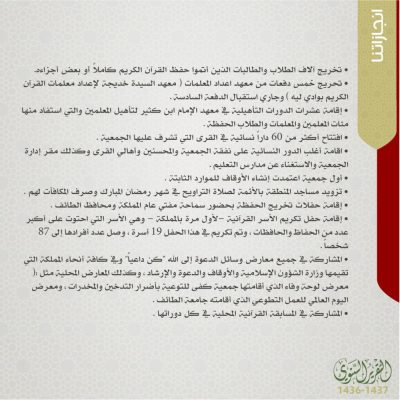 انجازاتنا
• تخريج آلاف الطلاب والطالبات الذين أتموا حفظ القرآن الكريم كاملاً أو بعض أجزاءه.
• تحريج خمس دفعات من معهد اعداد المعلمات ( معهد السيدة خديجة لإعداد معلمات القرآن
الكريم بوادي ليه ) وجاري استقبال الدفعة السادسة .
• إقامة عشرات الدورات التأهيلية في معهد الإمام ابن كثير لتأهيل المعلمين والتي استفاد منها
مئات المعلمين والمعلمات والطلاب الحفظة .
• افتتاح أكثر من 60 داراً نسائية في القرى التي تشرف عليها الجمعية .
• اقامة أغلب الدور النسائية على نفقة الجمعية والمحسنين وأهالي القرى وكذلك مقر إدارة
الجمعية والاستغناء عن مدارس التعليم .
• أول جمعية اعتمدت إنشاء الأوقاف للموارد الثابتة .
• تزويد مساجد المنطقة بالأئمة لصلاة التراويح في شهر رمضان المبارك وصرف المكافآت لهم .
• إقامة حفلات تخريج الحفظة بحضور سماحة مفتي عام المملكة ومحافظ الطائف .
• إقامة حفل تكريم الأسر القرآنية –لأول مرة بالمملكة – وهي الأسر التي احتوت على أكبر
عدد من الحفاظ والحافظات ، وتم تكريم في هذا الحفل 19 أسرة ، وصل عدد أفرادها إلى 87
شخصاً .
• المشاركة في جميع معارض وسائل الدعوة إلى الله "كن داعياً" وفي كافة أنحاء المملكة التي
تقيمها وزارة الشؤون الإسلامية والأوقاف والدعوة والإرشاد ، وكذلك المعارض المحلية مثل :(
معرض لوحة وفاء الذي أقامتها جمعية كفى للتوعية بأضرار التدخين والمخدرات ، ومعرض
اليوم العالمي للعمل التطوعي الذي أقامته جامعة الطائف .
• المشاركة في المسابقة القرآنية المحلية في كل دوراتها .
التقرير السنوي
1436-1437